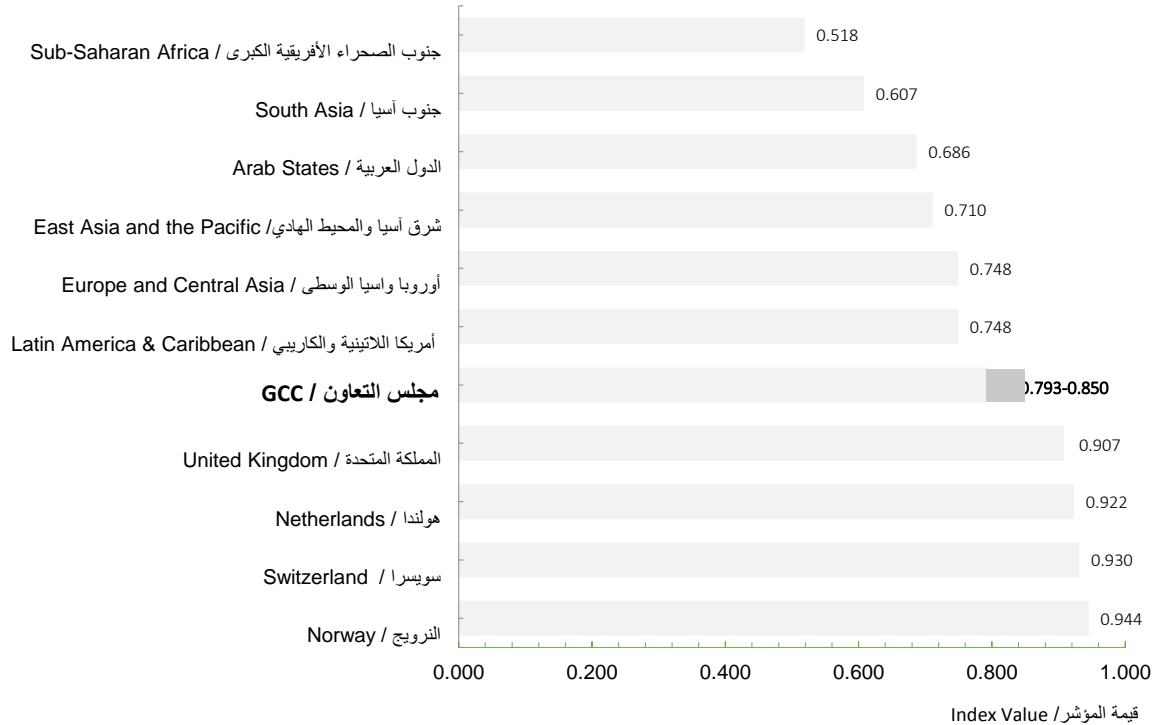 جنوب الصحراء الأفريقية الكبرى / Sub-Saharan Africa
0.518
جنوب آسيا / South Asia
0.607
الدول العربية / Arab States
0.686
شرق آسيا والمحيط الهادي/ East Asia and the Pacific
0.710
أوروبا واسيا الوسطى / Europe and Central Asia
0.748
أمريكا اللاتينية والكاريبي / Latin America & Caribbean
0.748
مجلس التعاون / GCC
0.793-0.850
المملكة المتحدة / United Kingdom
0.907
هولندا / Netherlands
0.922
سويسرا / Switzerland
0.930
النرويج / Norway
0.944
0.000 0.200 0.400 0.600 0.800 1.000
قيمة المؤشر/ Index Value